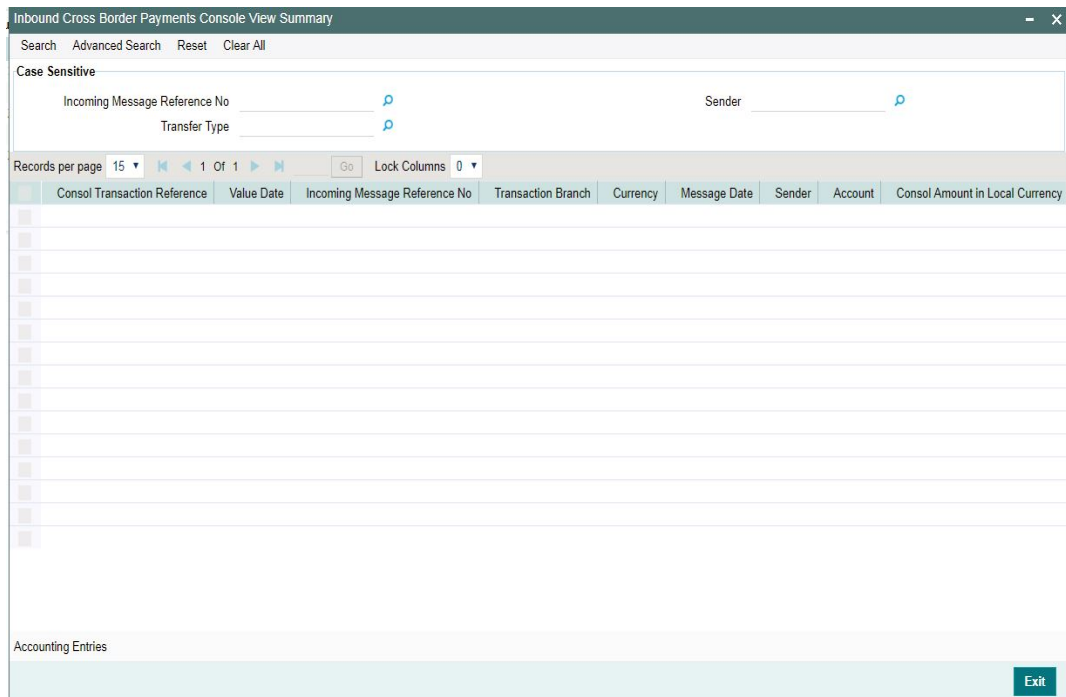 Inbound Cross Border Payments Console View Summary
Search Advanced Search Reset Clear All
Case Sensitive
Incoming Message Reference No Sender
Transfer Type
Records per page 15 1 Of 1 Go Lock Columns 0
Consol Transaction Reference Value Date Incoming Message Reference No Transaction Branch Currency Message Date Sender Account Consol Amount in Local Currency
Accounting Entries
Exit